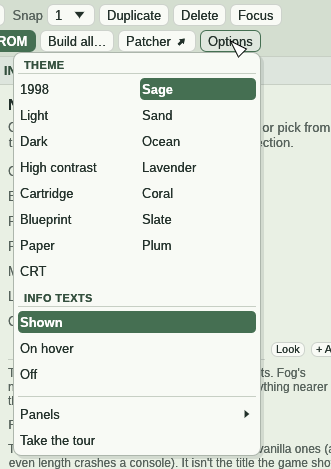 Snap 1 Duplicate Delete Focus
ROM Build all... Patcher Options
THEME
1998 Sage
Light Sand
Dark Ocean
High contrast Lavender
Cartridge Coral
Blueprint Slate
Paper Plum
CRT
INFO TEXTS
Shown
On hover
Off
Panels
Take the tour
or pick from
ection.
Look + A
ts. Fog's
ything nearer
vanilla ones (a
even length crashes a console). It isn't the title the game sho